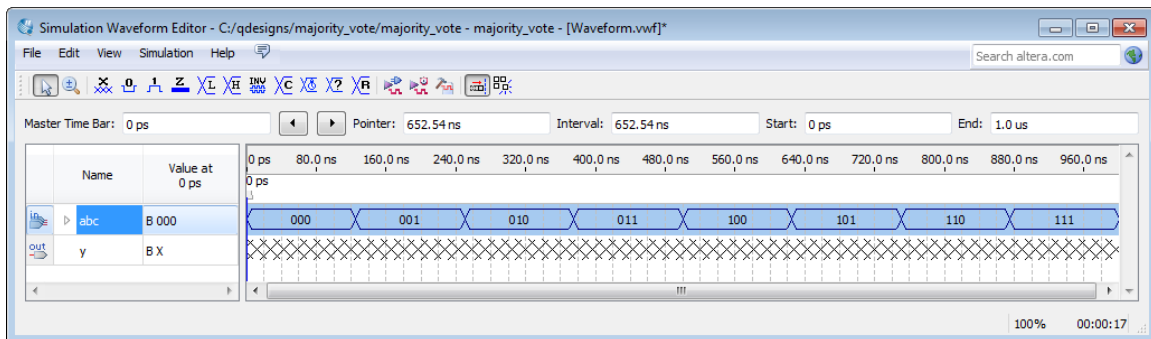 Simulation Waveform Editor - C:/qdesigns/majority_vote/majority_vote - majority_vote - [Waveform.vwf]*
File Edit View Simulation Help Search altera.com
Master Time Bar: 0 ps Pointer: 652.54 ns Interval: 652.54 ns Start: 0 ps End: 1.0 us
Name Value at 0 ps
0 ps 80.0 ns 160.0 ns 240.0 ns 320.0 ns 400.0 ns 480.0 ns 560.0 ns 640.0 ns 720.0 ns 800.0 ns 880.0 ns 960.0 ns
0 ps
in abc B 000 000 001 010 011 100 101 110 111
out y B X
100% 00:00:17